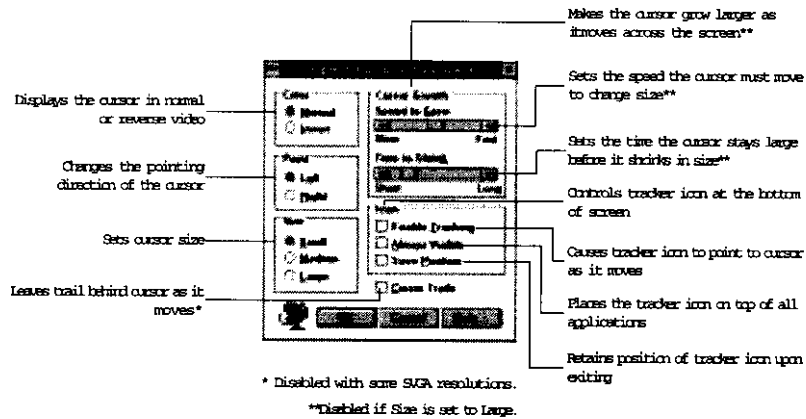 Makes the cursor grow larger as
itmoves across the screen**
Sets the speed the cursor must move
to change size**
Displays the cursor in normal
or reverse video
Sets the time the cursor stays large
before it shrinks in size**
Changes the pointing
direction of the cursor
Controls tracker icon at the bottom
of screen
Sets cursor size
Causes tracker icon to point to cursor
as it moves
Leaves trail behind cursor as it
moves*
Places the tracker icon on top of all
applications
Retains position of tracker icon upon
exiting
Color
Normal
Invert
Point
Left
Right
Size
Small
Medium
Large
Cursor Growth
Speed to Grow
Slow Fast
Time to Shrink
Short Long
Icon
Enable Tracking
Always Visible
Save Position
Cursor Trails
* Disabled with some SVGA resolutions.
**Disabled if Size is set to Large.